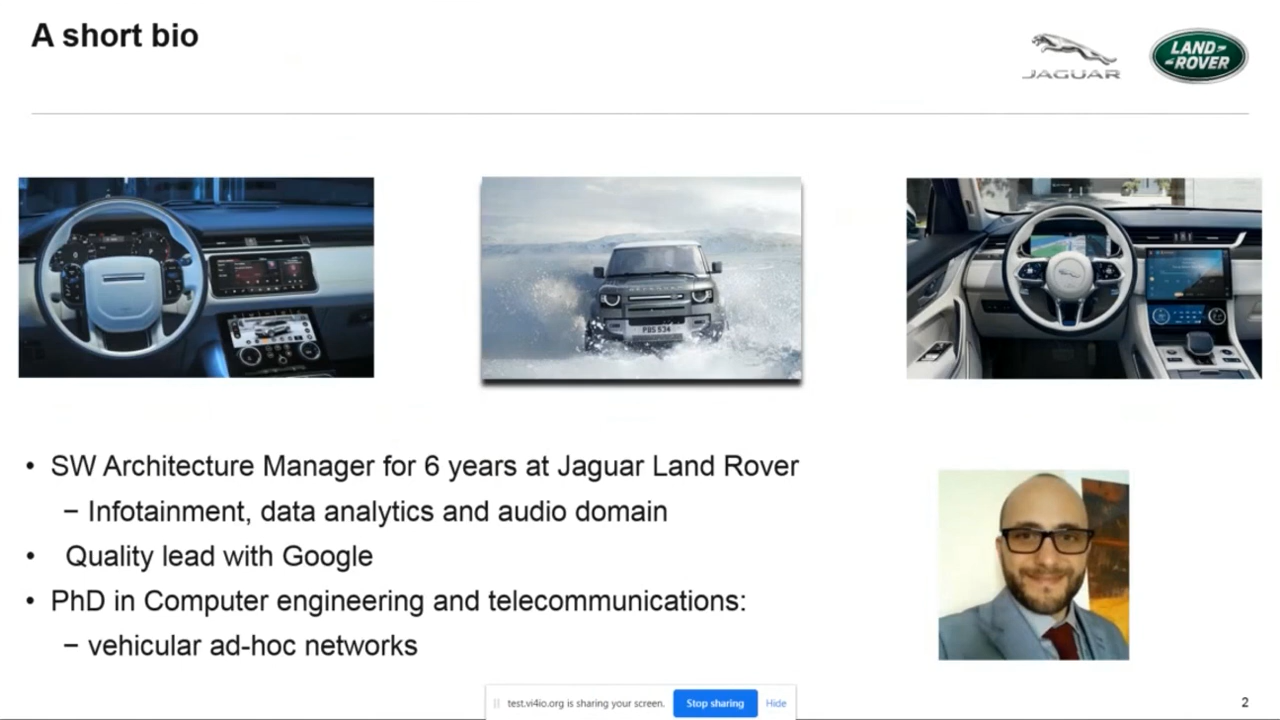 A short bio
JAGUAR
LAND
ROVER
PBS 534
• SW Architecture Manager for 6 years at Jaguar Land Rover
– Infotainment, data analytics and audio domain
• Quality lead with Google
• PhD in Computer engineering and telecommunications:
– vehicular ad-hoc networks
test.vi4io.org is sharing your screen.
Stop sharing
Hide
2